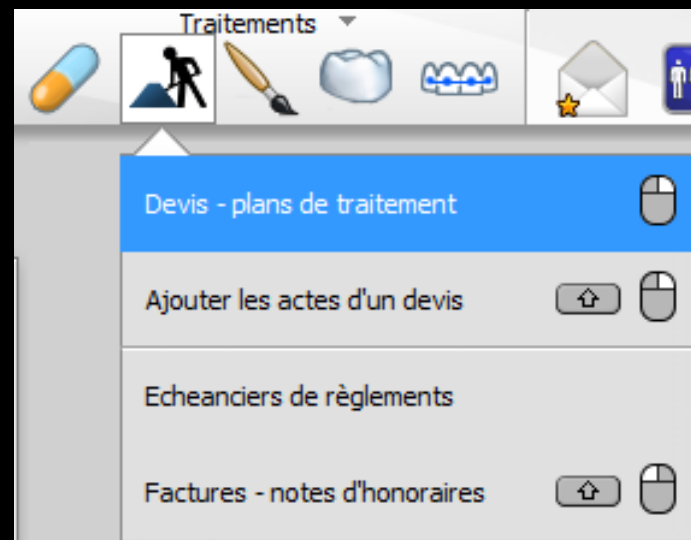 Traitements
Devis - plans de traitement
Ajouter les actes d'un devis
Echeanciers de règlements
Factures - notes d'honoraires